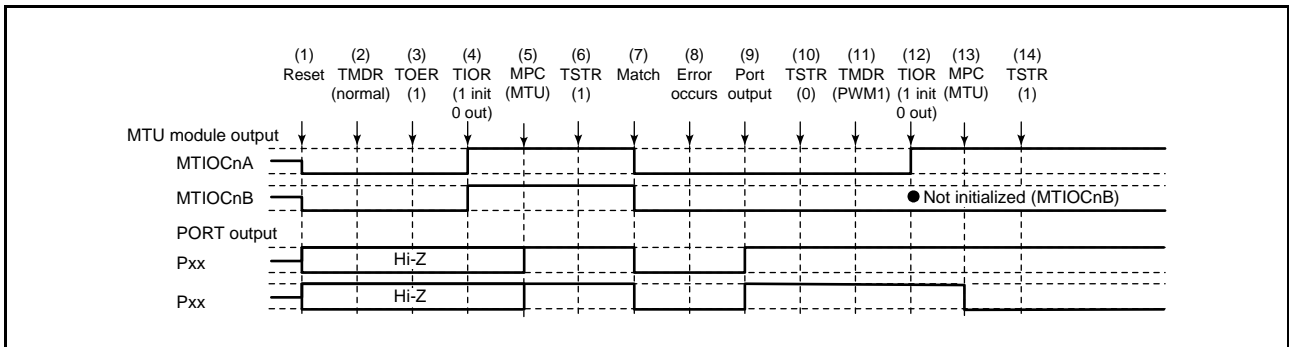 (1) (2) (3) (4) (5) (6) (7) (8) (9) (10) (11) (12) (13) (14)
Reset TMDR TOER TIOR MPC TSTR Match Error Port TSTR TMDR TIOR MPC TSTR
(normal) (1) (1 init (MTU) (1) occurs output (0) (PWM1) (1 init (MTU) (1)
0 out) 0 out)
MTU module output
MTIOCnA
MTIOCnB ● Not initialized (MTIOCnB)
PORT output
Pxx Hi-Z
Pxx Hi-Z